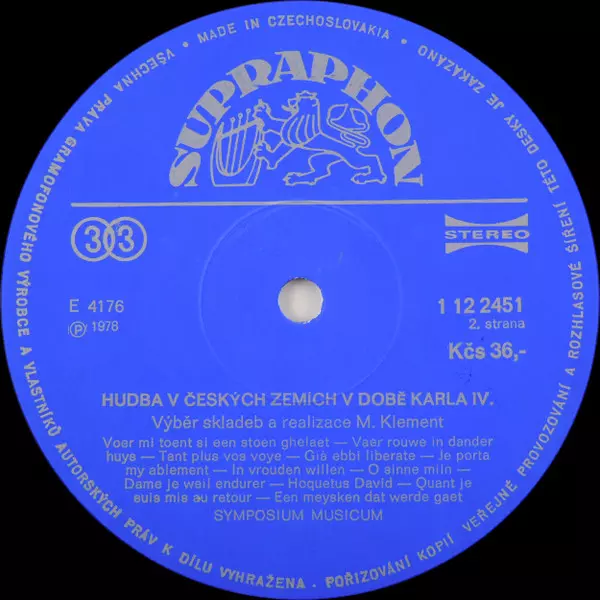 VŠECHNA PRÁVA GRAMOFONOVÉHO VÝROBCE A VLASTNÍKŮ AUTORSKÝCH PRÁV K DÍLU VYHRAŽENA · POŘIZOVÁNÍ KOPIÍ VEŘEJNÉ PROVOZOVÁNÍ A ROZHLASOVÉ ŠÍŘENÍ TÉTO DESKY JE ZAKÁZÁNO
• MADE IN CZECHOSLOVAKIA •
SUPRAPHON
33
STEREO
E 4176
Ⓟ 1978
1 12 2451
2. strana
Kčs 36,-
HUDBA V ČESKÝCH ZEMÍCH V DOBĚ KARLA IV.
Výběr skladeb a realizace M. Klement
Voer mi toent si een stoen ghelaet — Vaar rouwe in dander
huys — Tant plus vos voye — Già ebbi liberate — Je porta
my ablement — In vrouden willen — O sinne miin —
Dame je weil endurer — Hoquetus David — Quant je
suis mis au retour — Een meysken dat werde gaet
SYMPOSIUM MUSICUM